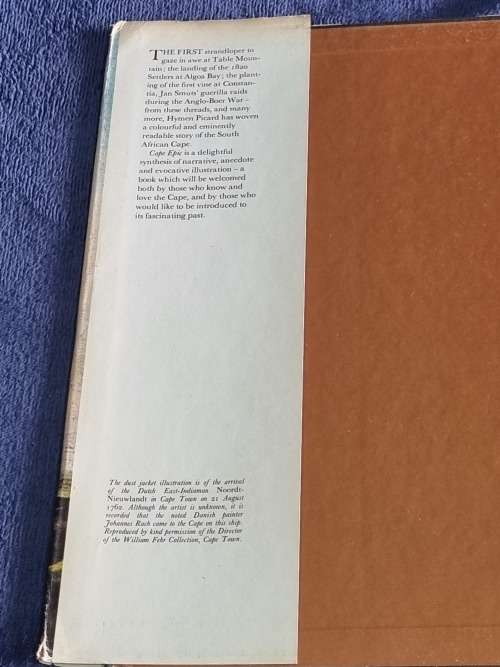 THE FIRST strandloper to
gaze in awe at Table Moun-
tain; the landing of the 1820
Settlers at Algoa Bay; the plant-
ing of the first vine at Constan-
tia, Jan Smuts' guerilla raids
during the Anglo-Boer War –
from these threads, and many
more, Hymen Picard has woven
a colourful and eminently
readable story of the South
African Cape.
Cape Epic is a delightful
synthesis of narrative, anecdote
and evocative illustration – a
book which will be welcomed
both by those who know and
love the Cape, and by those who
would like to be introduced to
its fascinating past.
The dust jacket illustration is of the arrival
of the Dutch East-Indiaman Noordt-
Nieuwlandt in Cape Town on 21 August
1762. Although the artist is unknown, it is
recorded that the noted Danish painter
Johannes Rach came to the Cape on this ship.
Reproduced by kind permission of the Director
of the William Fehr Collection, Cape Town.